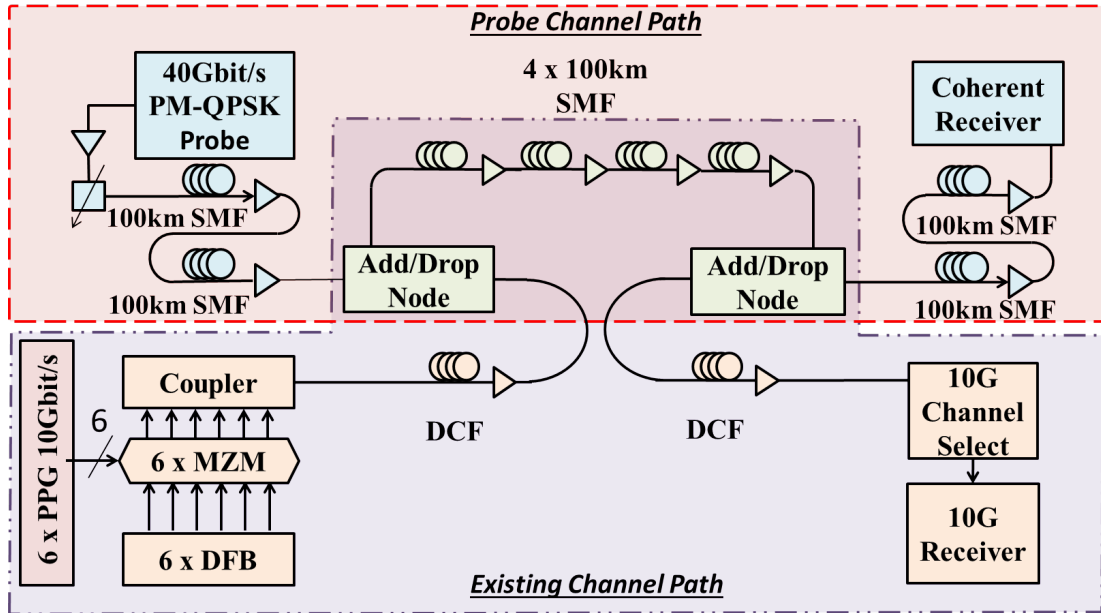 Probe Channel Path
40Gbit/s
PM-QPSK
Probe
4 x 100km
SMF
Coherent
Receiver
100km SMF
100km SMF
100km SMF
100km SMF
Add/Drop
Node
Add/Drop
Node
6 x PPG 10Gbit/s
6
Coupler
6 x MZM
6 x DFB
DCF
DCF
10G
Channel
Select
10G
Receiver
Existing Channel Path